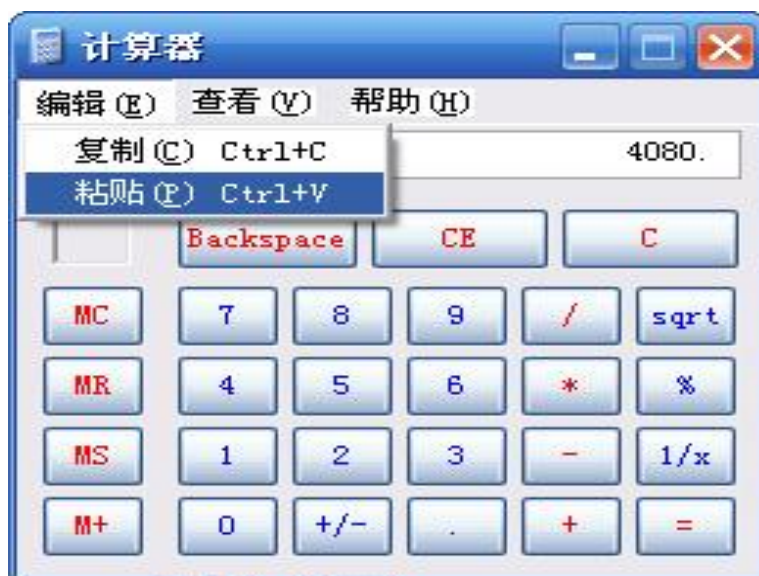 计算器
编辑(E) 查看(V) 帮助(H)
复制(C) Ctrl+C
4080.
粘贴(P) Ctrl+V
Backspace CE C
MC 7 8 9 / sqrt
MR 4 5 6 * %
MS 1 2 3 - 1/x
M+ 0 +/- . + =